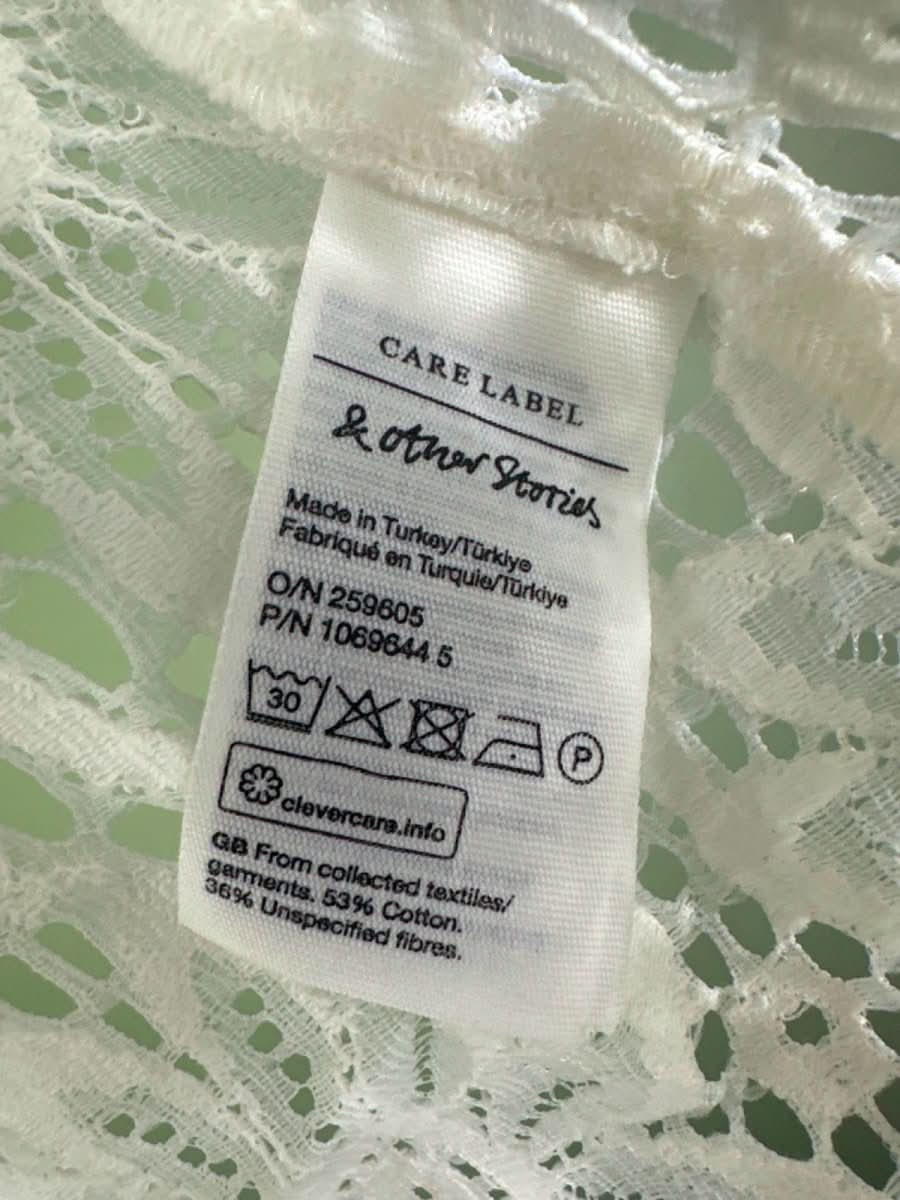 CARE LABEL
& other Stories
Made in Turkey/Türkiye
Fabriqué en Turquie/Türkiye
O/N 259605
P/N 1069644 5
30
P
clevercare.info
GB From collected textiles/
garments. 53% Cotton.
36% Unspecified fibres.